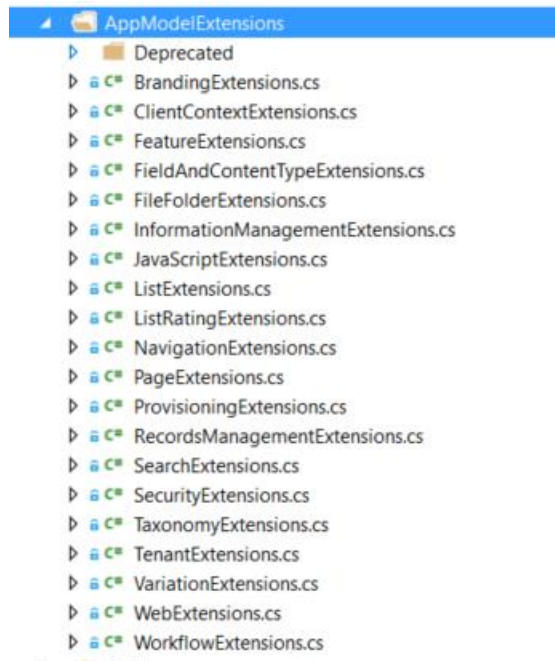 AppModelExtensions
Deprecated
C# BrandingExtensions.cs
C# ClientContextExtensions.cs
C# FeatureExtensions.cs
C# FieldAndContentTypeExtensions.cs
C# FileFolderExtensions.cs
C# InformationManagementExtensions.cs
C# JavaScriptExtensions.cs
C# ListExtensions.cs
C# ListRatingExtensions.cs
C# NavigationExtensions.cs
C# PageExtensions.cs
C# ProvisioningExtensions.cs
C# RecordsManagementExtensions.cs
C# SearchExtensions.cs
C# SecurityExtensions.cs
C# TaxonomyExtensions.cs
C# TenantExtensions.cs
C# VariationExtensions.cs
C# WebExtensions.cs
C# WorkflowExtensions.cs